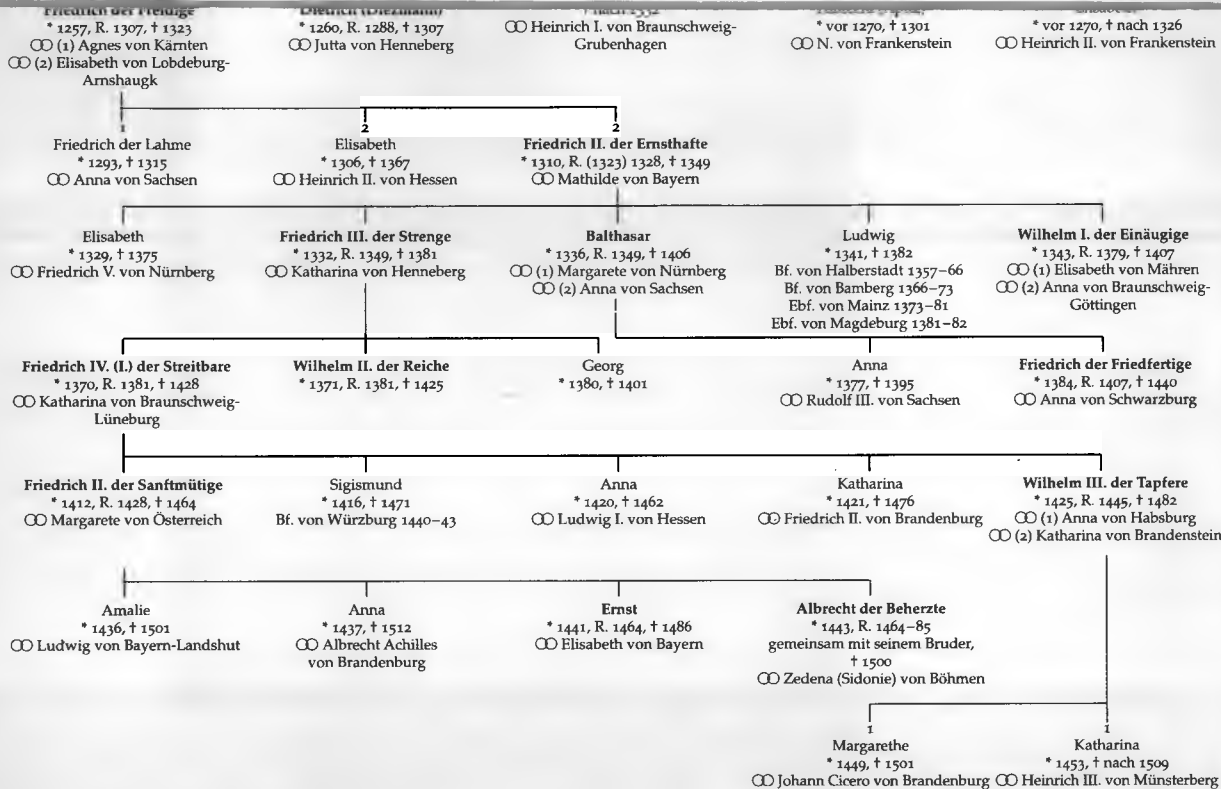 Friedrich der Freidige
* 1257, R. 1307, † 1323
⚭ (1) Agnes von Kärnten
⚭ (2) Elisabeth von Lobdeburg-
Arnshaugk
Dietrich (Diezmann)
* 1260, R. 1288, † 1307
⚭ Jutta von Henneberg
† nach 1332
⚭ Heinrich I. von Braunschweig-
Grubenhagen
* vor 1270, † 1301
⚭ N. von Frankenstein
* vor 1270, † nach 1326
⚭ Heinrich II. von Frankenstein
1
Friedrich der Lahme
* 1293, † 1315
⚭ Anna von Sachsen
2
Elisabeth
* 1306, † 1367
⚭ Heinrich II. von Hessen
2
Friedrich II. der Ernsthafte
* 1310, R. (1323) 1328, † 1349
⚭ Mathilde von Bayern
Elisabeth
* 1329, † 1375
⚭ Friedrich V. von Nürnberg
Friedrich III. der Strenge
* 1332, R. 1349, † 1381
⚭ Katharina von Henneberg
Balthasar
* 1336, R. 1349, † 1406
⚭ (1) Margarete von Nürnberg
⚭ (2) Anna von Sachsen
Ludwig
* 1341, † 1382
Bf. von Halberstadt 1357–66
Bf. von Bamberg 1366–73
Ebf. von Mainz 1373–81
Ebf. von Magdeburg 1381–82
Wilhelm I. der Einäugige
* 1343, R. 1379, † 1407
⚭ (1) Elisabeth von Mähren
⚭ (2) Anna von Braunschweig-
Göttingen
Friedrich IV. (I.) der Streitbare
* 1370, R. 1381, † 1428
⚭ Katharina von Braunschweig-
Lüneburg
Wilhelm II. der Reiche
* 1371, R. 1381, † 1425
Georg
* 1380, † 1401
Anna
* 1377, † 1395
⚭ Rudolf III. von Sachsen
Friedrich der Friedfertige
* 1384, R. 1407, † 1440
⚭ Anna von Schwarzburg
Friedrich II. der Sanftmütige
* 1412, R. 1428, † 1464
⚭ Margarete von Österreich
Sigismund
* 1416, † 1471
Bf. von Würzburg 1440–43
Anna
* 1420, † 1462
⚭ Ludwig I. von Hessen
Katharina
* 1421, † 1476
⚭ Friedrich II. von Brandenburg
Wilhelm III. der Tapfere
* 1425, R. 1445, † 1482
⚭ (1) Anna von Habsburg
⚭ (2) Katharina von Brandenstein
Amalie
* 1436, † 1501
⚭ Ludwig von Bayern-Landshut
Anna
* 1437, † 1512
⚭ Albrecht Achilles
von Brandenburg
Ernst
* 1441, R. 1464, † 1486
⚭ Elisabeth von Bayern
Albrecht der Beherzte
* 1443, R. 1464–85
gemeinsam mit seinem Bruder,
† 1500
⚭ Zedena (Sidonie) von Böhmen
1
Margarethe
* 1449, † 1501
⚭ Johann Cicero von Brandenburg
1
Katharina
* 1453, † nach 1509
⚭ Heinrich III. von Münsterberg